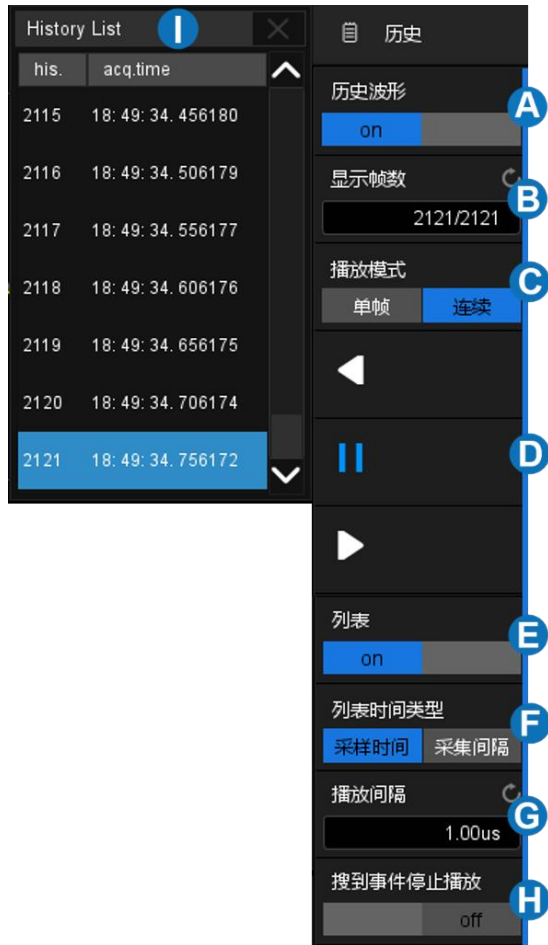 History List
I
his. acq.time
2115 18: 49: 34. 456180
2116 18: 49: 34. 506179
2117 18: 49: 34. 556177
2118 18: 49: 34. 606176
2119 18: 49: 34. 656175
2120 18: 49: 34. 706174
2121 18: 49: 34. 756172
历史
历史波形
A
on
显示帧数
B
2121/2121
播放模式
C
单帧 连续
D
列表
E
on
列表时间类型
F
采样时间 采集间隔
播放间隔
G
1.00us
搜到事件停止播放
H
off